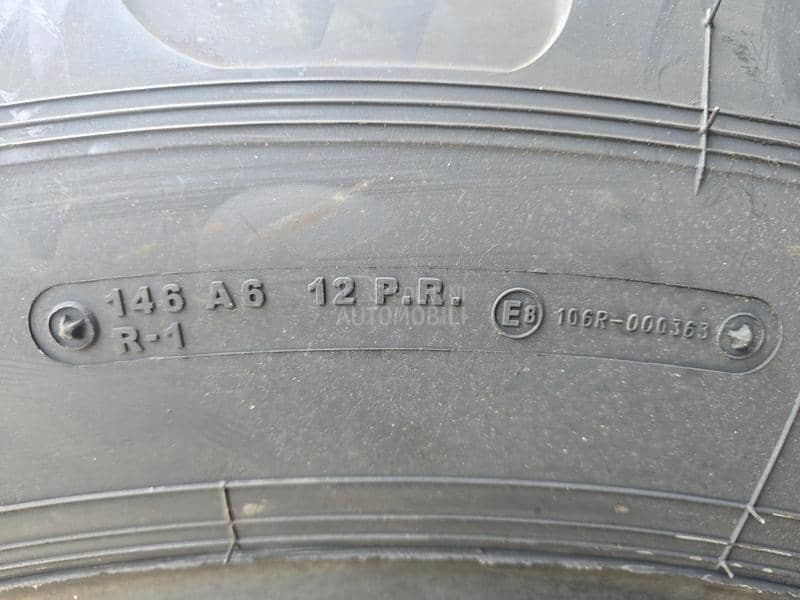 146 A6 12 P.R. E8 106R-000363
R-1
AUTOMOBILI